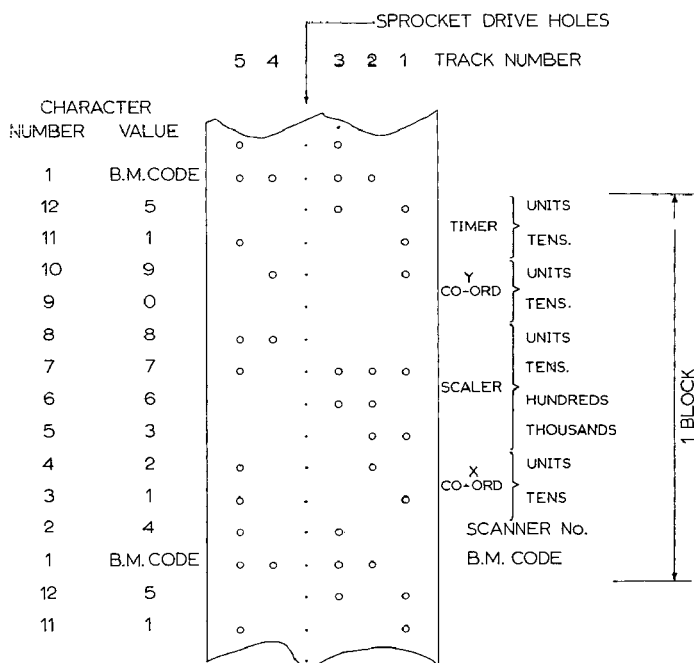 SPROCKET DRIVE HOLES
5 4 3 2 1 TRACK NUMBER
CHARACTER
NUMBER VALUE
1 B.M.CODE
12 5 UNITS
TIMER
11 1 TENS.
10 9 Y UNITS
CO-ORD
9 0 TENS.
8 8 UNITS
7 7 TENS.
SCALER
6 6 HUNDREDS
5 3 THOUSANDS
4 2 X UNITS
CO-ORD
3 1 TENS
2 4 SCANNER No.
1 B.M. CODE B.M. CODE
12 5
11 1
1 BLOCK